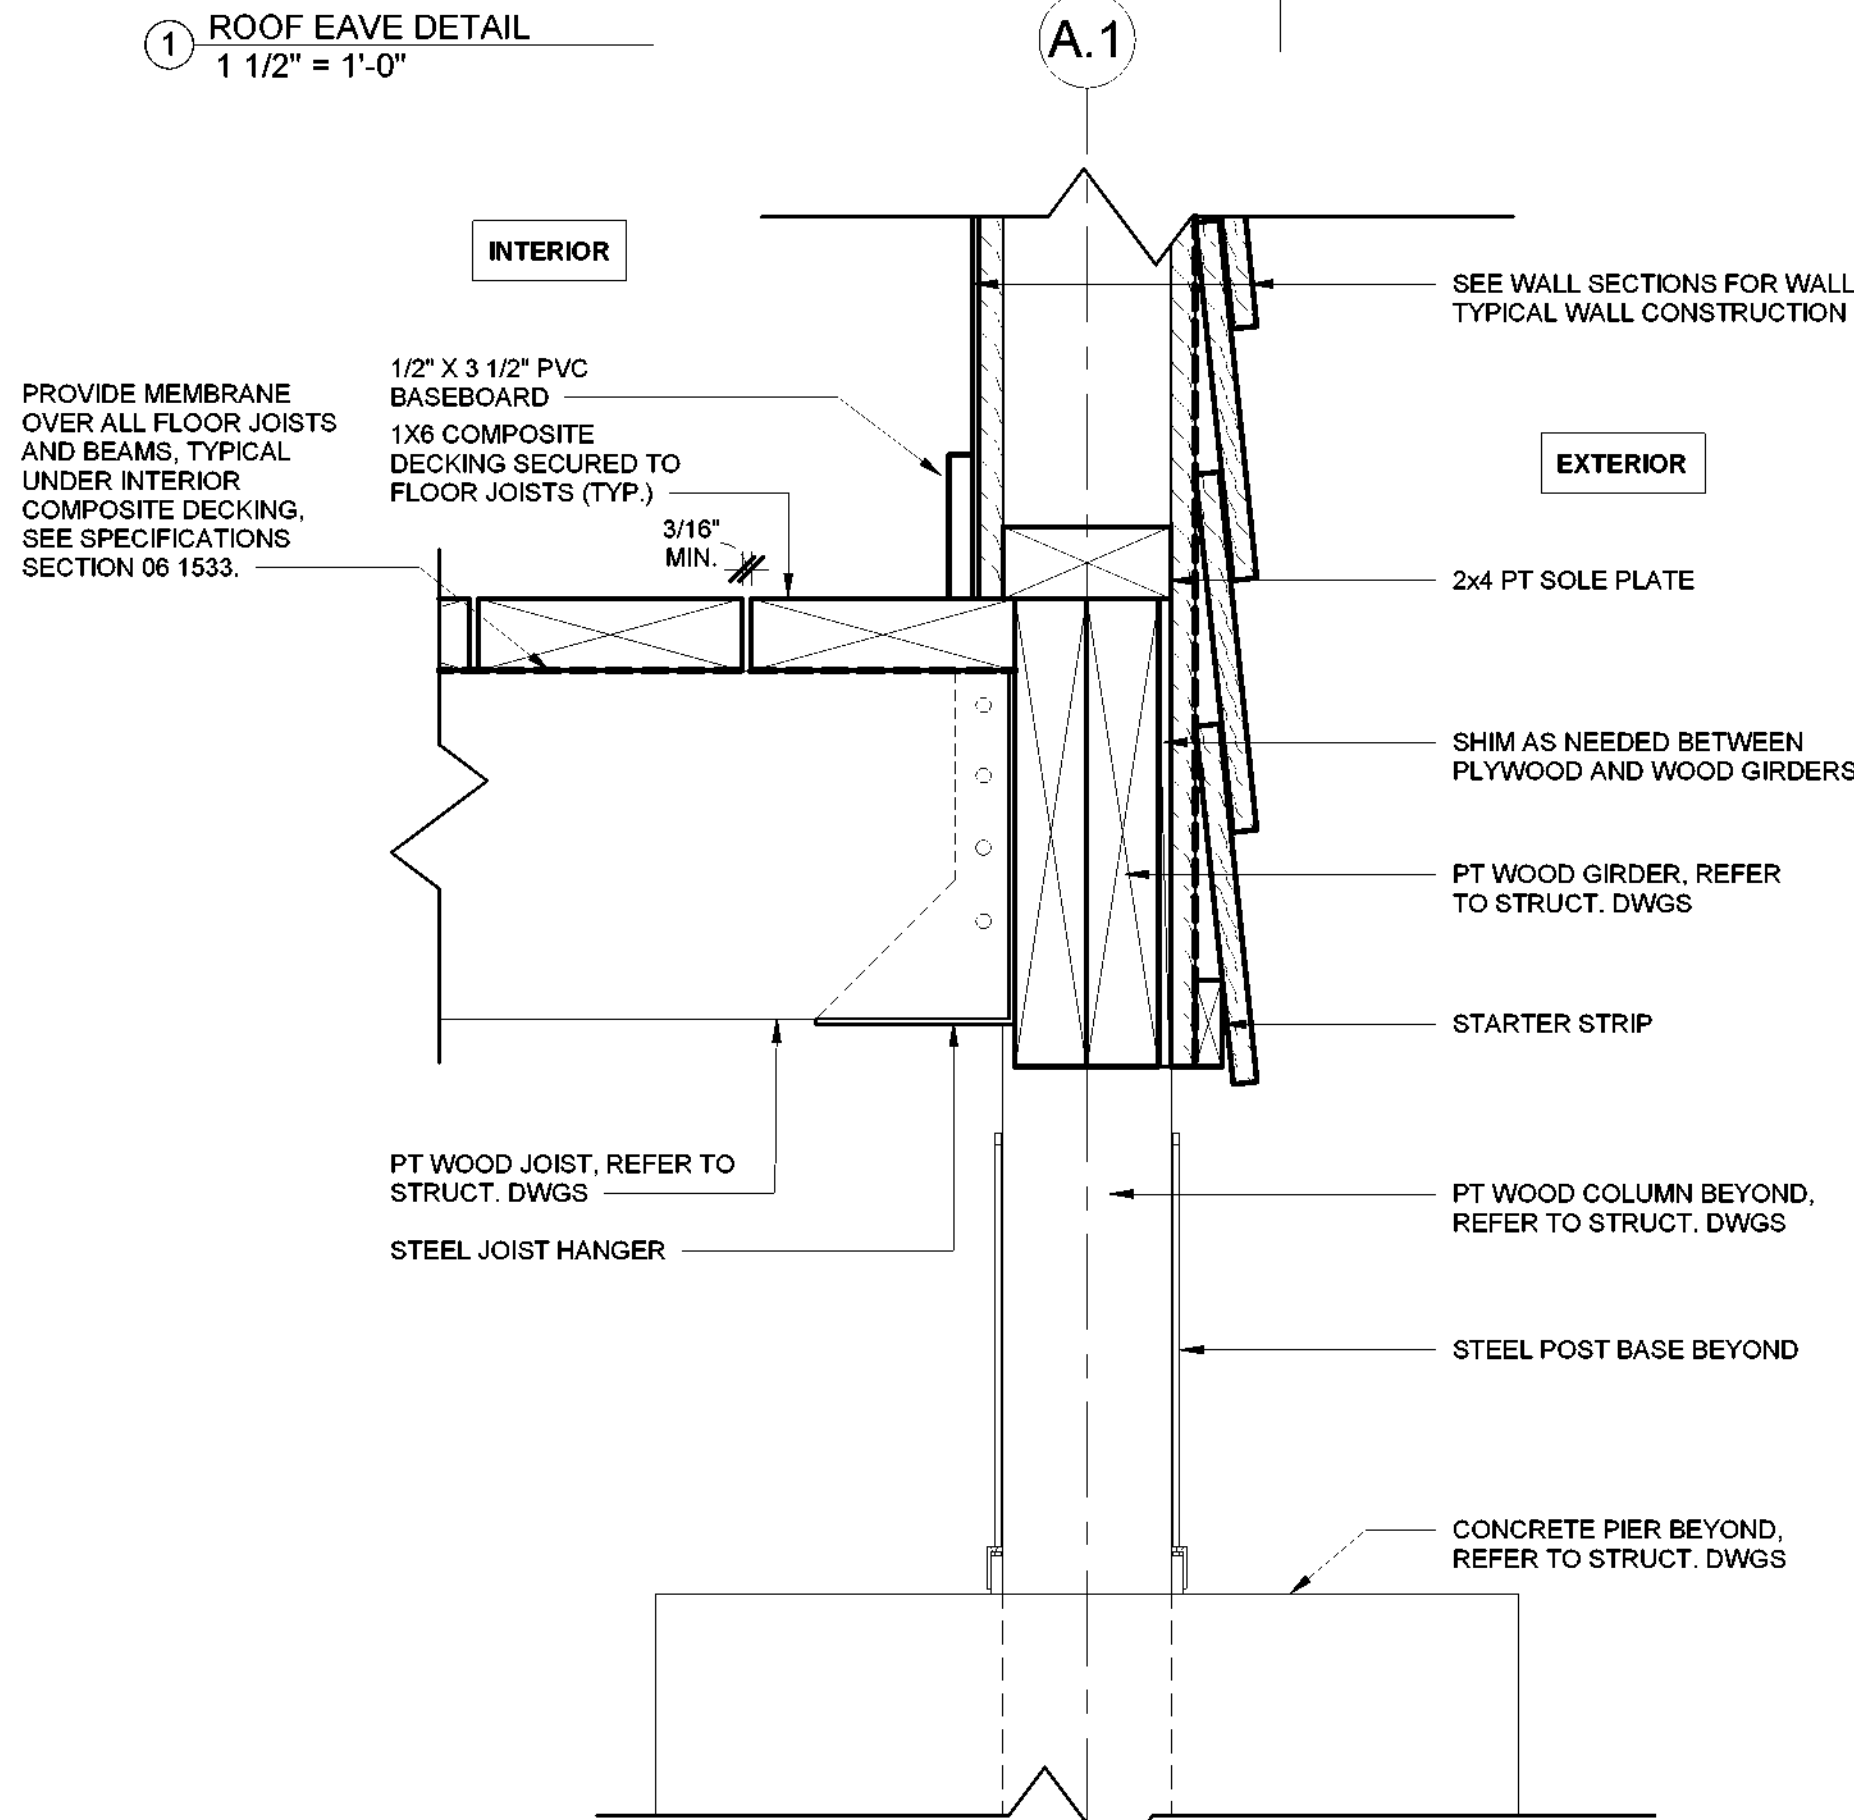 1
ROOF EAVE DETAIL
1 1/2" = 1'-0"
A.1
INTERIOR
SEE WALL SECTIONS FOR WALL
TYPICAL WALL CONSTRUCTION
1/2" X 3 1/2" PVC
BASEBOARD
PROVIDE MEMBRANE
OVER ALL FLOOR JOISTS
AND BEAMS, TYPICAL
UNDER INTERIOR
COMPOSITE DECKING,
SEE SPECIFICATIONS
SECTION 06 1533.
1X6 COMPOSITE
DECKING SECURED TO
FLOOR JOISTS (TYP.)
3/16"
MIN.
EXTERIOR
2x4 PT SOLE PLATE
SHIM AS NEEDED BETWEEN
PLYWOOD AND WOOD GIRDERS
PT WOOD GIRDER, REFER
TO STRUCT. DWGS
STARTER STRIP
PT WOOD JOIST, REFER TO
STRUCT. DWGS
STEEL JOIST HANGER
PT WOOD COLUMN BEYOND,
REFER TO STRUCT. DWGS
STEEL POST BASE BEYOND
CONCRETE PIER BEYOND,
REFER TO STRUCT. DWGS